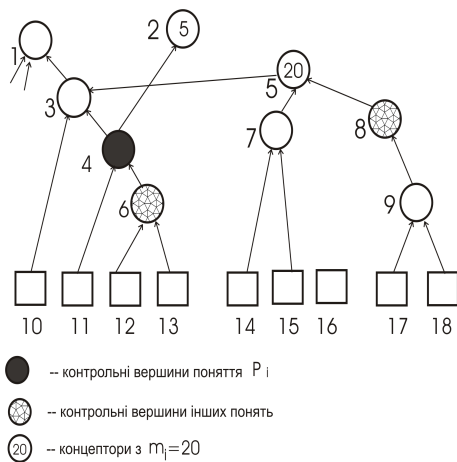 1
2
5
20
5
3
8
4
7
6
9
10 11 12 13 14 15 16 17 18
-- контрольні вершини поняття P i
-- контрольні вершини інших понять
20 -- концептори з mi=20